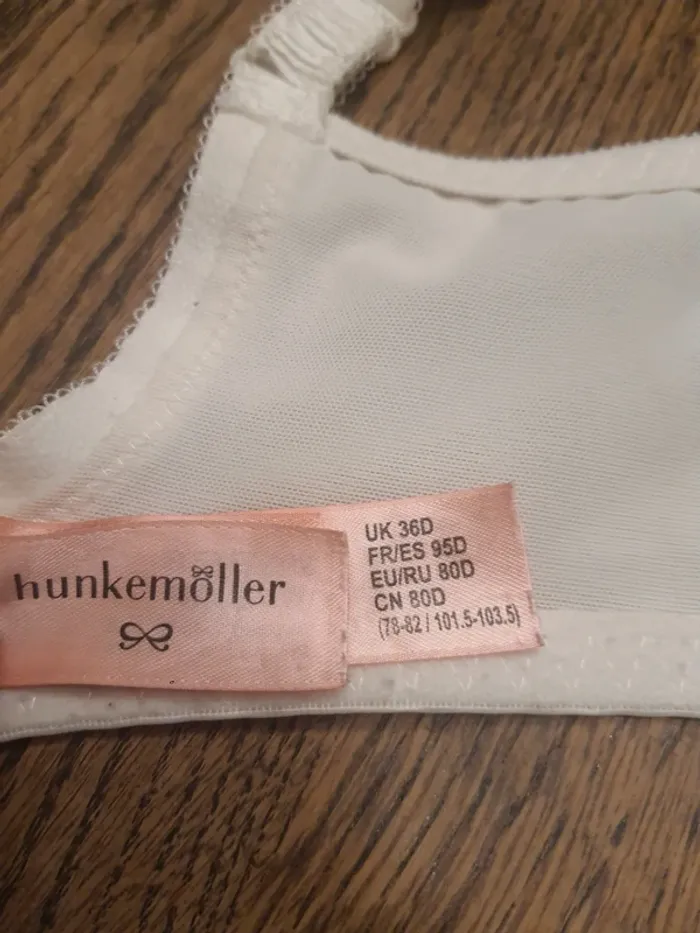 hunkemöller
UK 36D
FR/ES 95D
EU/RU 80D
CN 80D
(78-82 / 101.5-103.5)